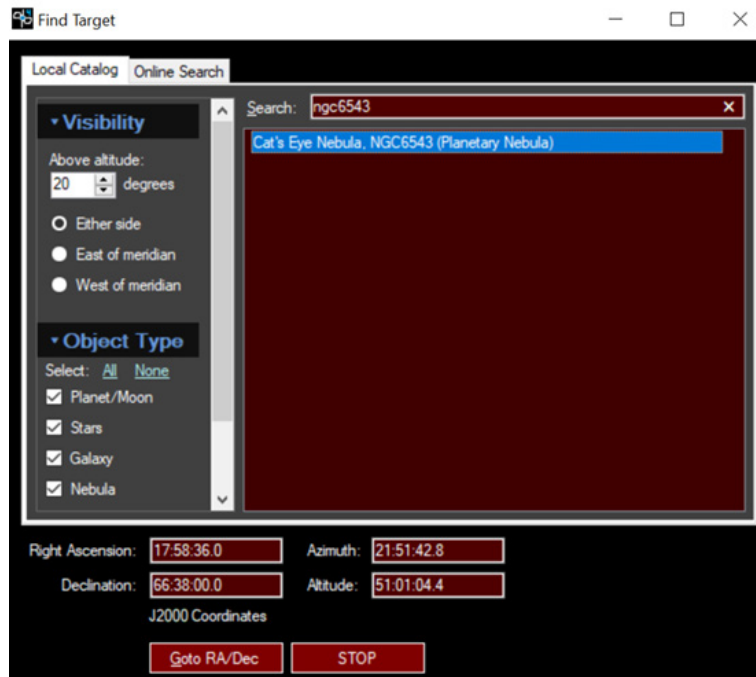 Find Target
Local Catalog Online Search
Visibility
Above altitude:
20 degrees
Either side
East of meridian
West of meridian
Object Type
Select: All None
Planet/Moon
Stars
Galaxy
Nebula
Search: ngc6543
Cat's Eye Nebula, NGC6543 (Planetary Nebula)
Right Ascension: 17:58:36.0 Azimuth: 21:51:42.8
Declination: 66:38:00.0 Altitude: 51:01:04.4
J2000 Coordinates
Goto RA/Dec STOP